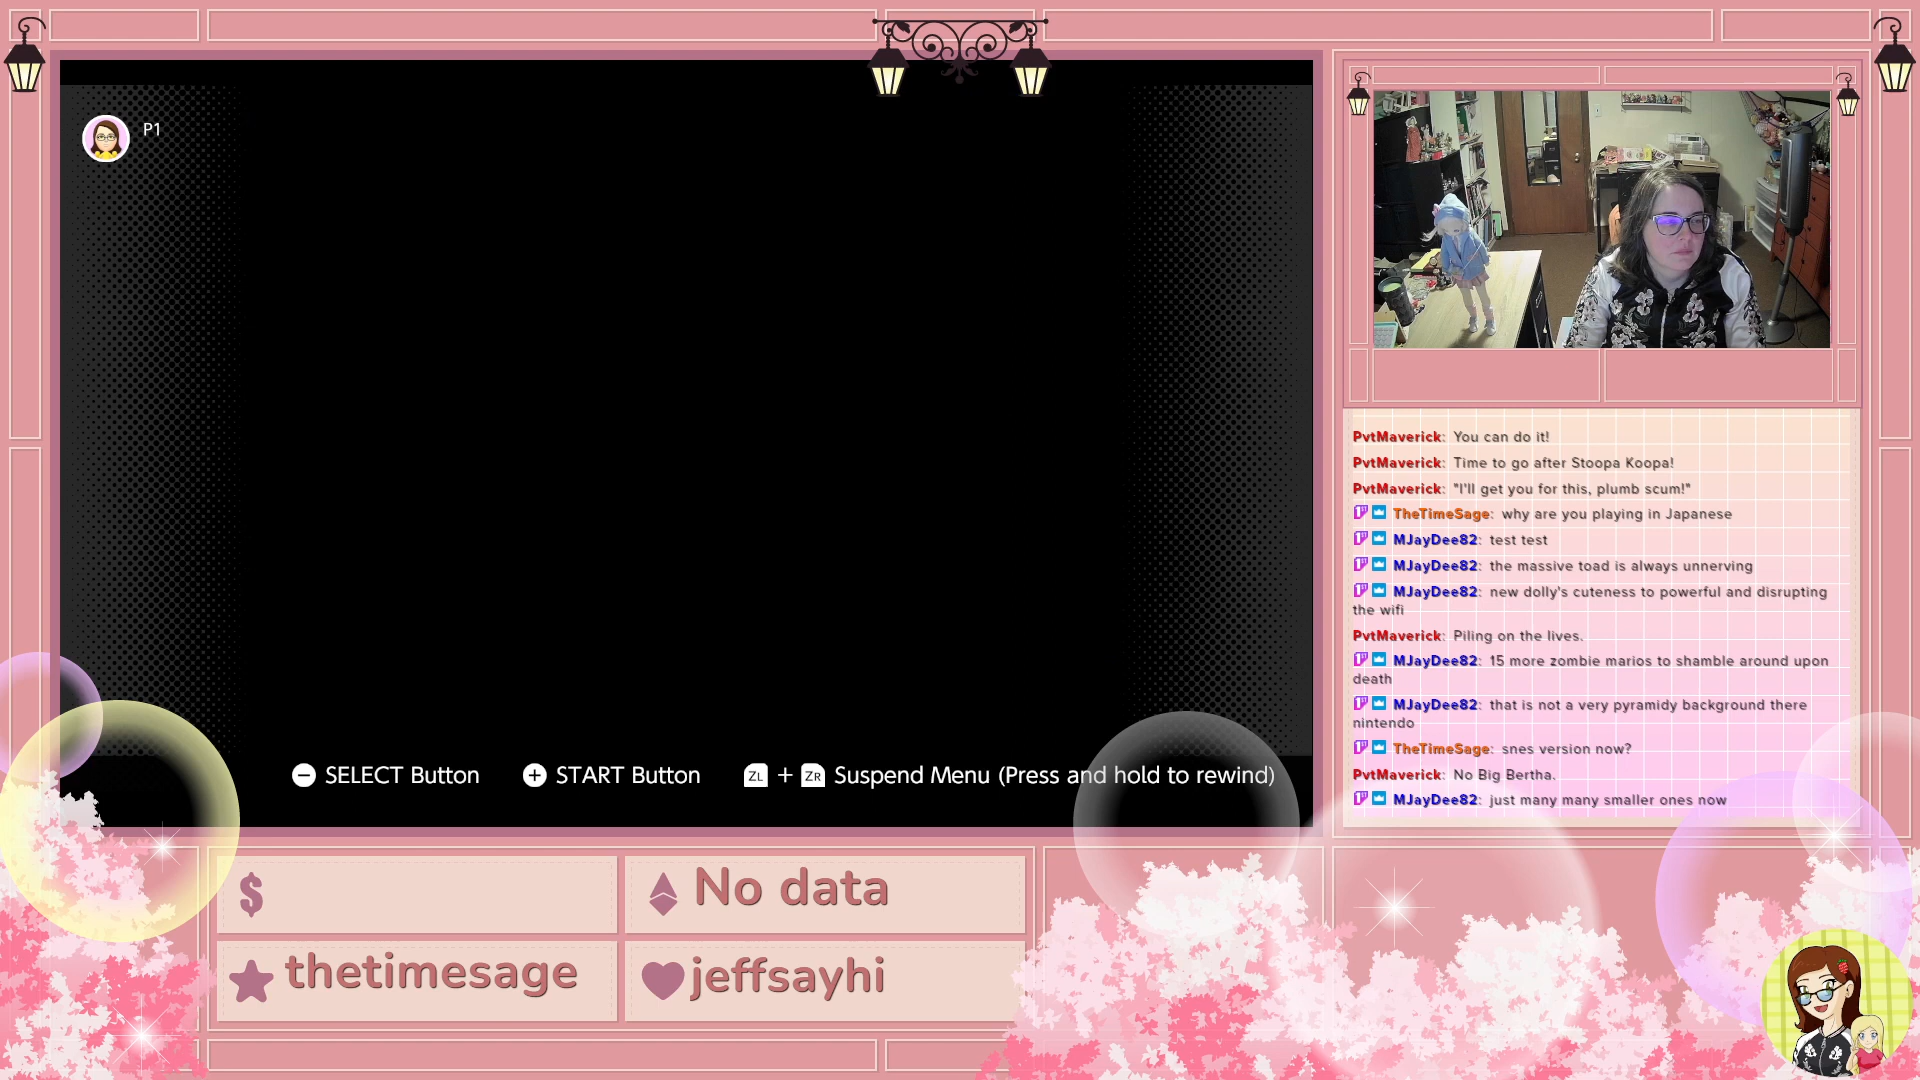 P1
SELECT Button
START Button
ZL + ZR Suspend Menu (Press and hold to rewind)
PvtMaverick: You can do it!
PvtMaverick: Time to go after Stoopa Koopa!
PvtMaverick: "I'll get you for this, plumb scum!"
TheTimeSage: why are you playing in Japanese
MJayDee82: test test
MJayDee82: the massive toad is always unnerving
MJayDee82: new dolly's cuteness to powerful and disrupting
the wifi
PvtMaverick: Piling on the lives.
MJayDee82: 15 more zombie marios to shamble around upon
death
MJayDee82: that is not a very pyramidy background there
nintendo
TheTimeSage: snes version now?
PvtMaverick: No Big Bertha.
MJayDee82: just many many smaller ones now
$
No data
thetimesage
jeffsayhi